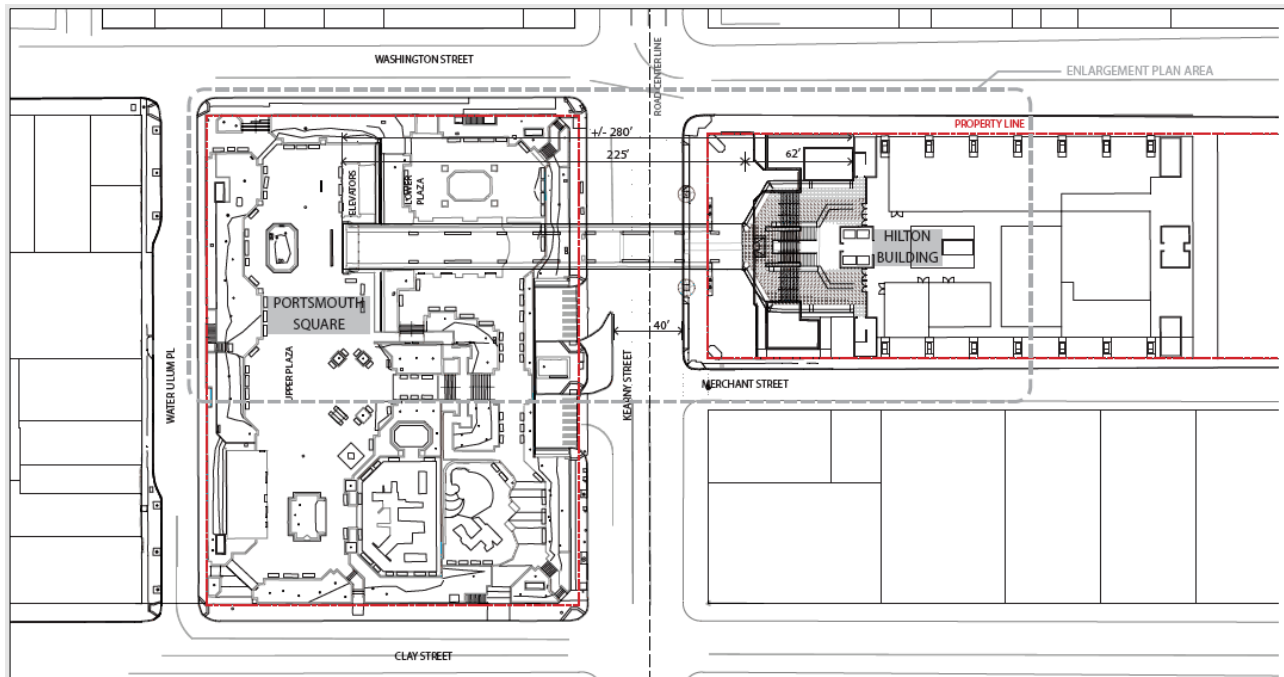 WASHINGTON STREET
ROAD CENTER LINE
ENLARGEMENT PLAN AREA
PROPERTY LINE
+/- 280'
225'
62'
ELEVATORS
LOWER
PLAZA
HILTON
BUILDING
PORTSMOUTH
SQUARE
40'
UPPER PLAZA
WATER U LUM PL
KEARNY STREET
MERCHANT STREET
CLAY STREET